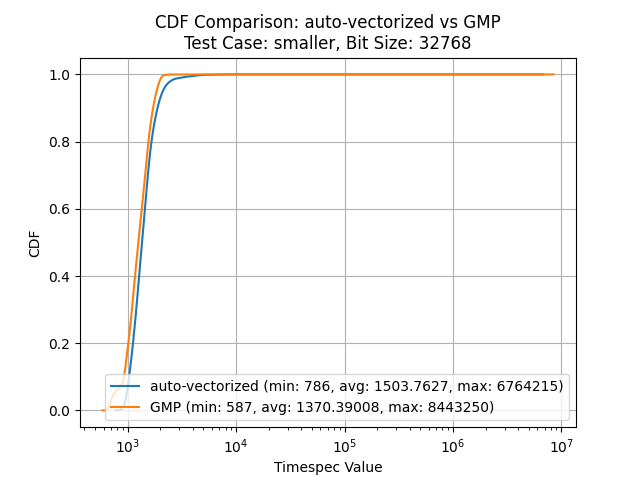 CDF Comparison: auto-vectorized vs GMP
Test Case: smaller, Bit Size: 32768
CDF
1.0
0.8
0.6
0.4
0.2
0.0
auto-vectorized (min: 786, avg: 1503.7627, max: 6764215)
GMP (min: 587, avg: 1370.39008, max: 8443250)
10³ 10⁴ 10⁵ 10⁶ 10⁷
Timespec Value